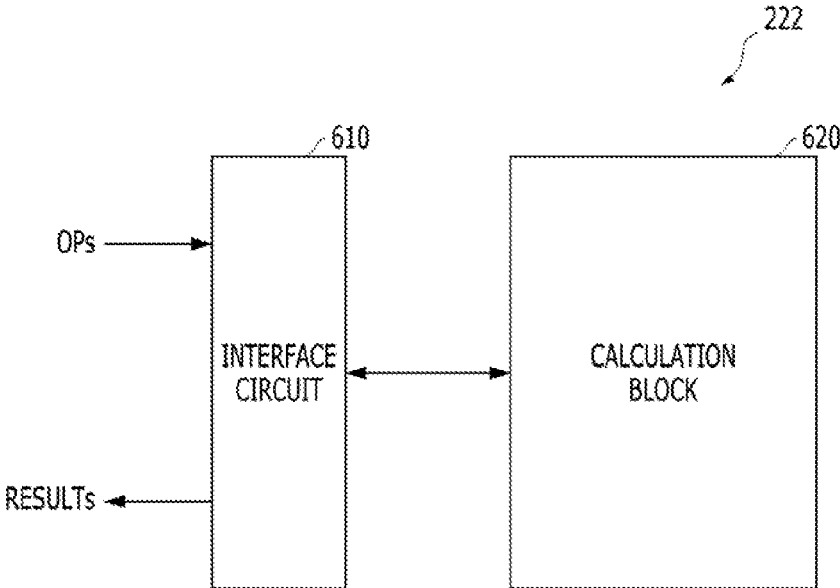 222
610
620
OPs
INTERFACE
CIRCUIT
CALCULATION
BLOCK
RESULTs